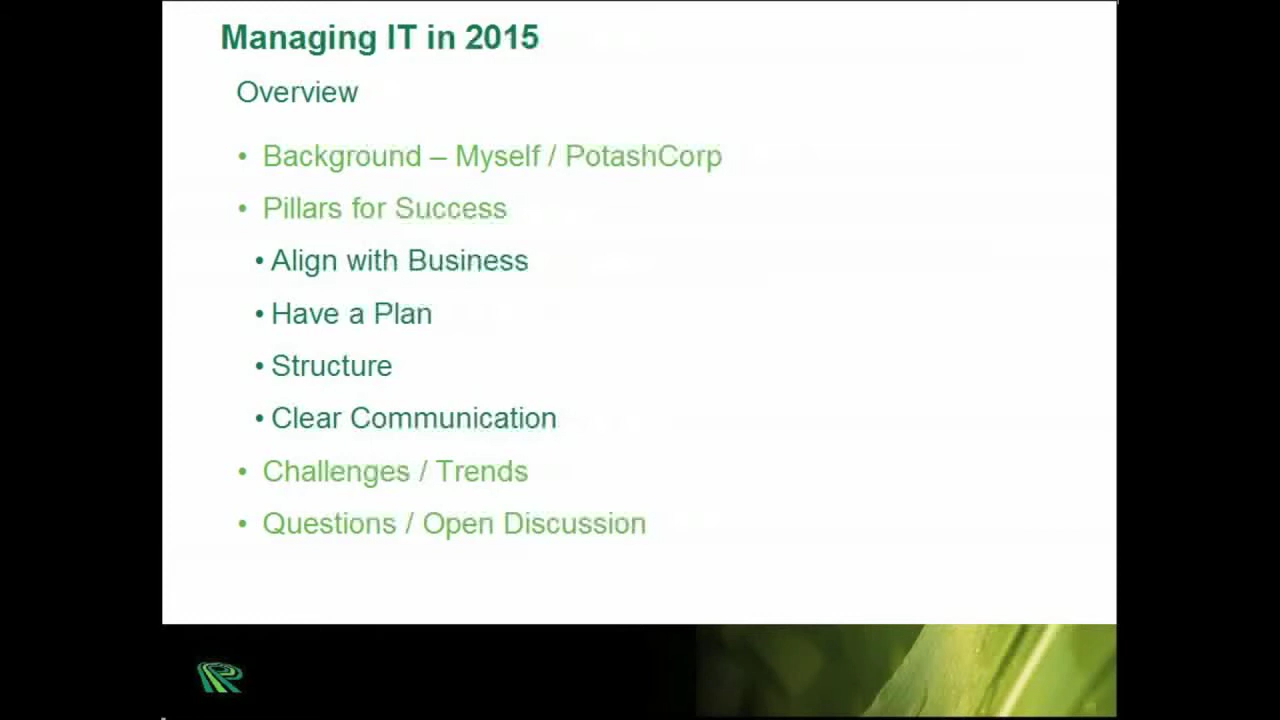 Managing IT in 2015
Overview
• Background – Myself / PotashCorp
• Pillars for Success
• Align with Business
• Have a Plan
• Structure
• Clear Communication
• Challenges / Trends
• Questions / Open Discussion